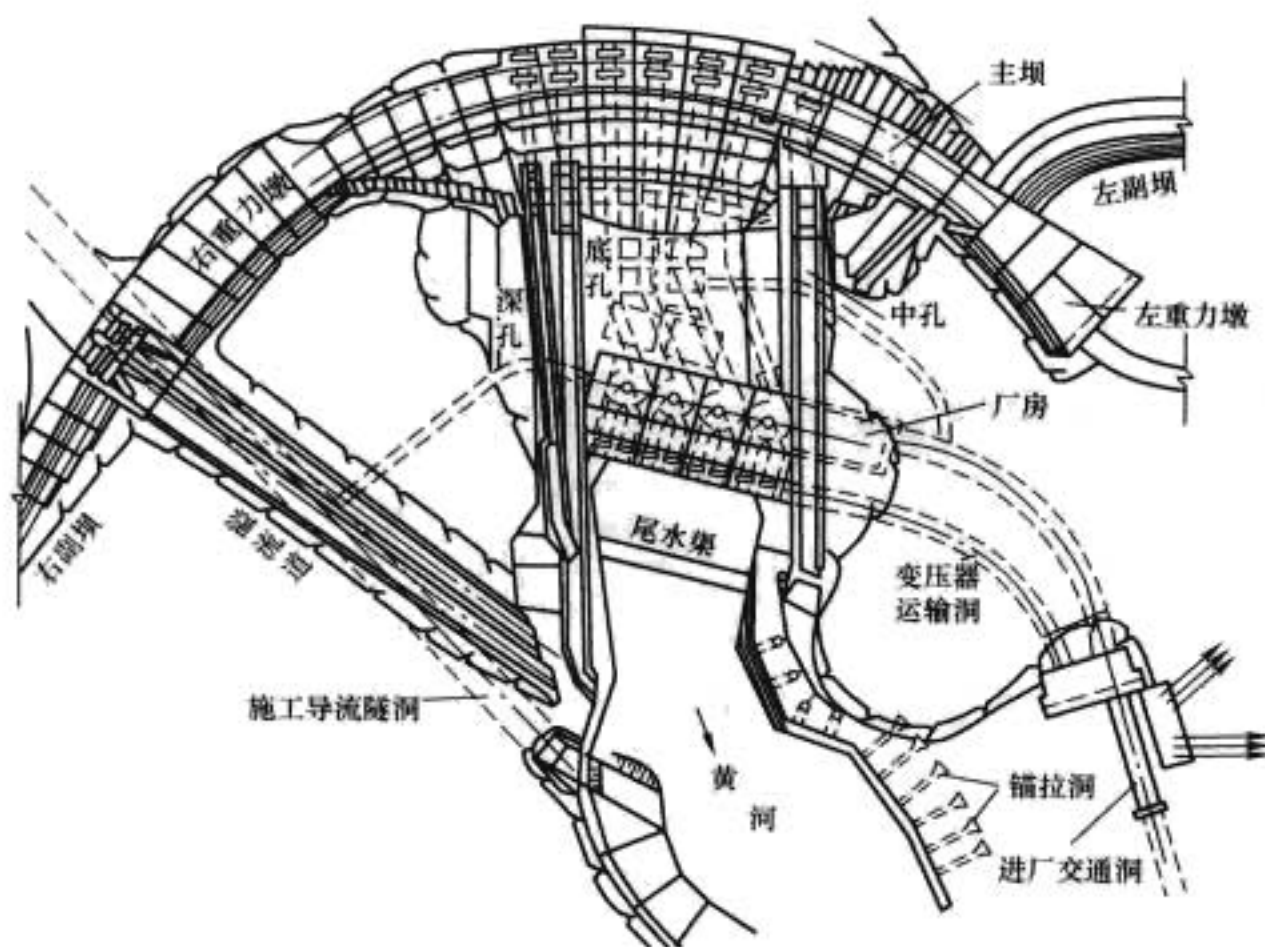 主坝
左副坝
右重力墩
底孔
深孔
中孔
左重力墩
厂房
右副坝
溢洪道
尾水渠
变压器
运输洞
施工导流隧洞
黄河
锚拉洞
进厂交通洞